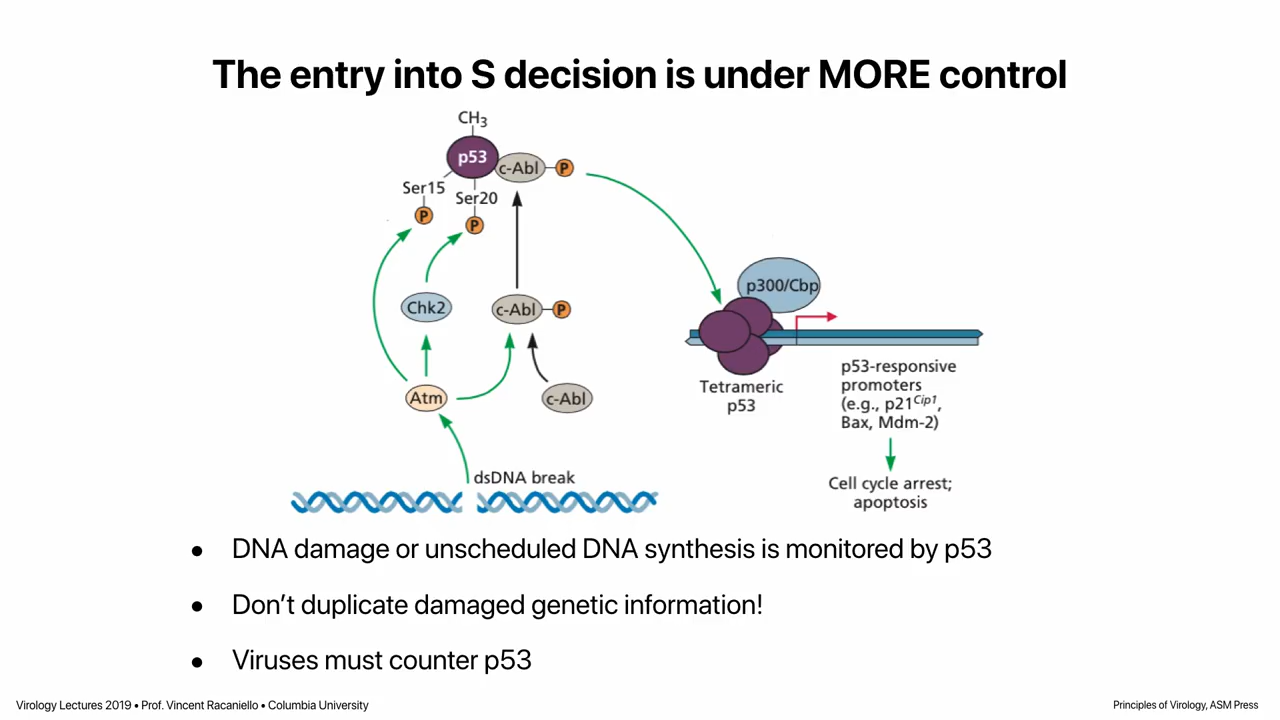 The entry into S decision is under MORE control
CH3
p53
c-Abl
P
Ser15
Ser20
P
P
p300/Cbp
Chk2
c-Abl
P
p53-responsive
promoters
(e.g., p21Cip1,
Bax, Mdm-2)
Tetrameric
p53
Atm
c-Abl
dsDNA break
Cell cycle arrest;
apoptosis
• DNA damage or unscheduled DNA synthesis is monitored by p53
• Don’t duplicate damaged genetic information!
• Viruses must counter p53
Virology Lectures 2019 • Prof. Vincent Racaniello • Columbia University
Principles of Virology, ASM Press